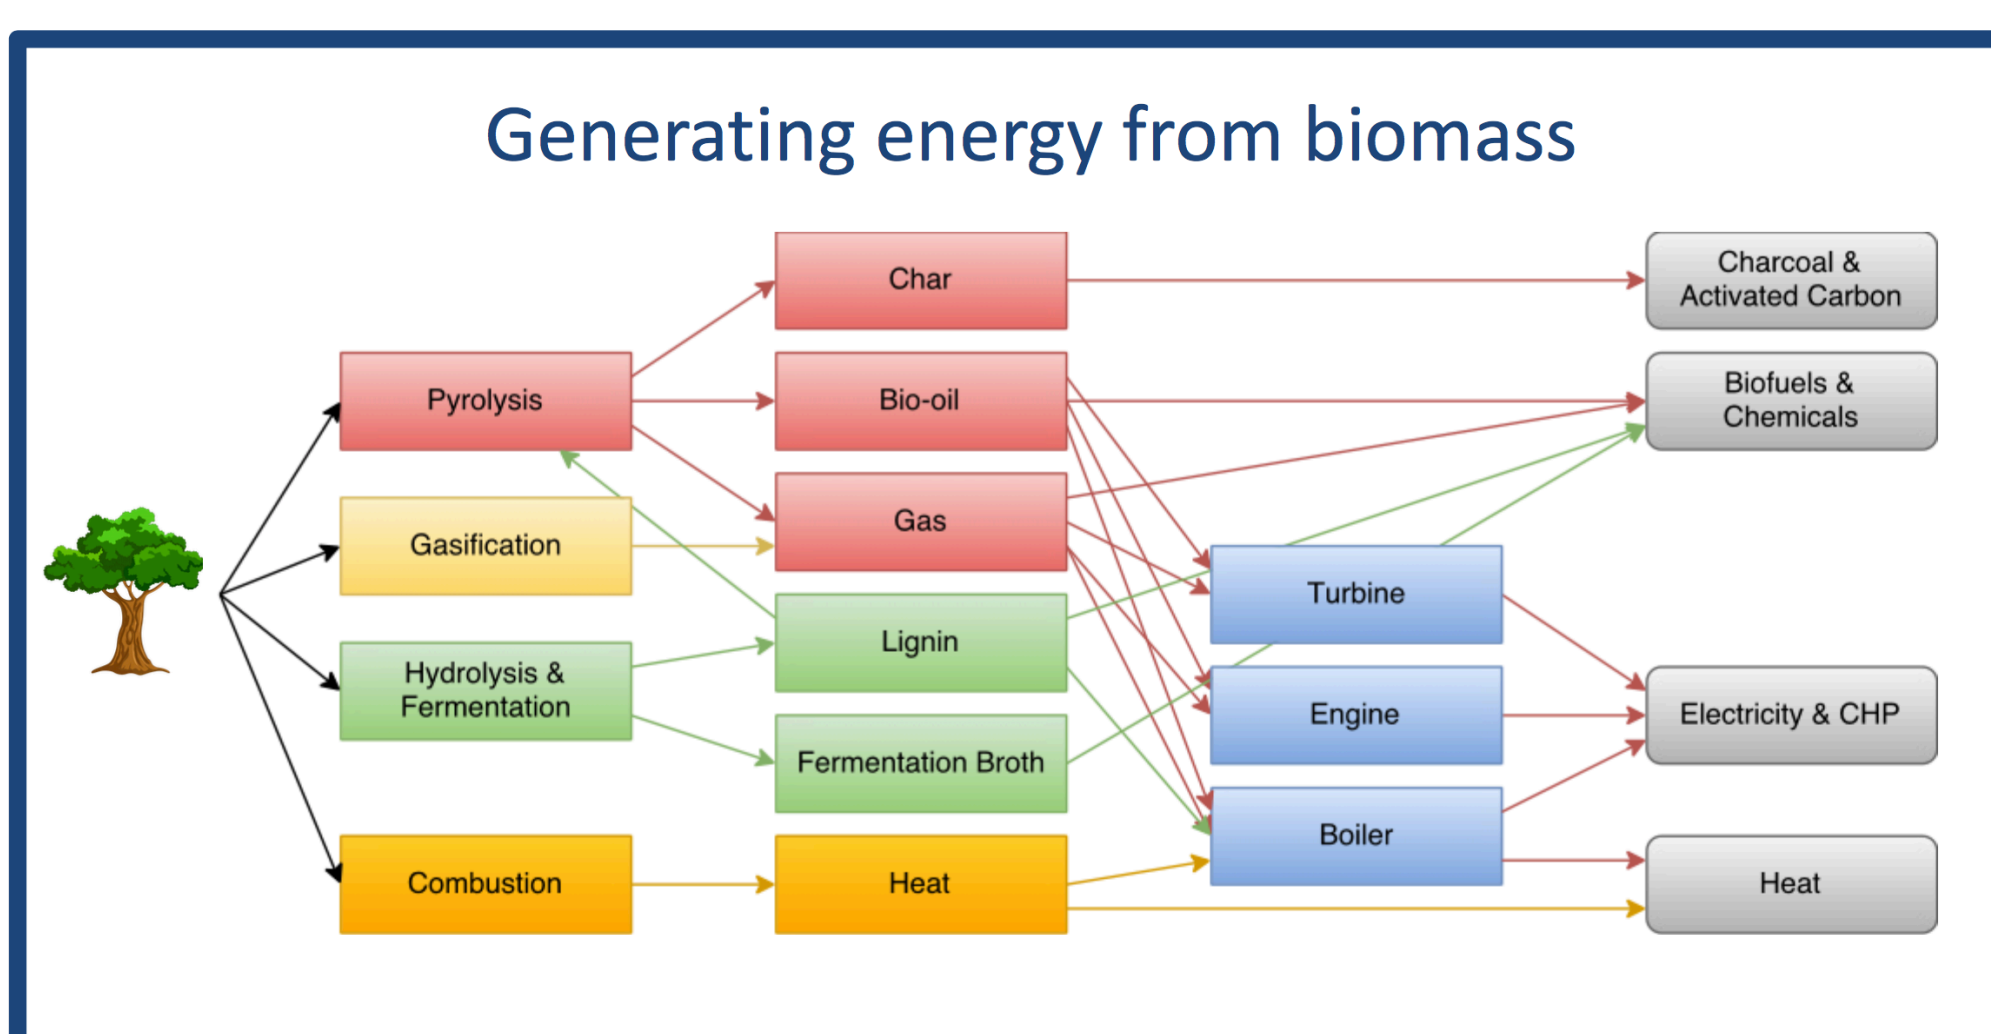 Generating energy from biomass
Char
Charcoal &
Activated Carbon
Pyrolysis
Bio-oil
Biofuels &
Chemicals
Gasification
Gas
Turbine
Hydrolysis &
Fermentation
Lignin
Engine
Electricity & CHP
Fermentation Broth
Boiler
Combustion
Heat
Heat